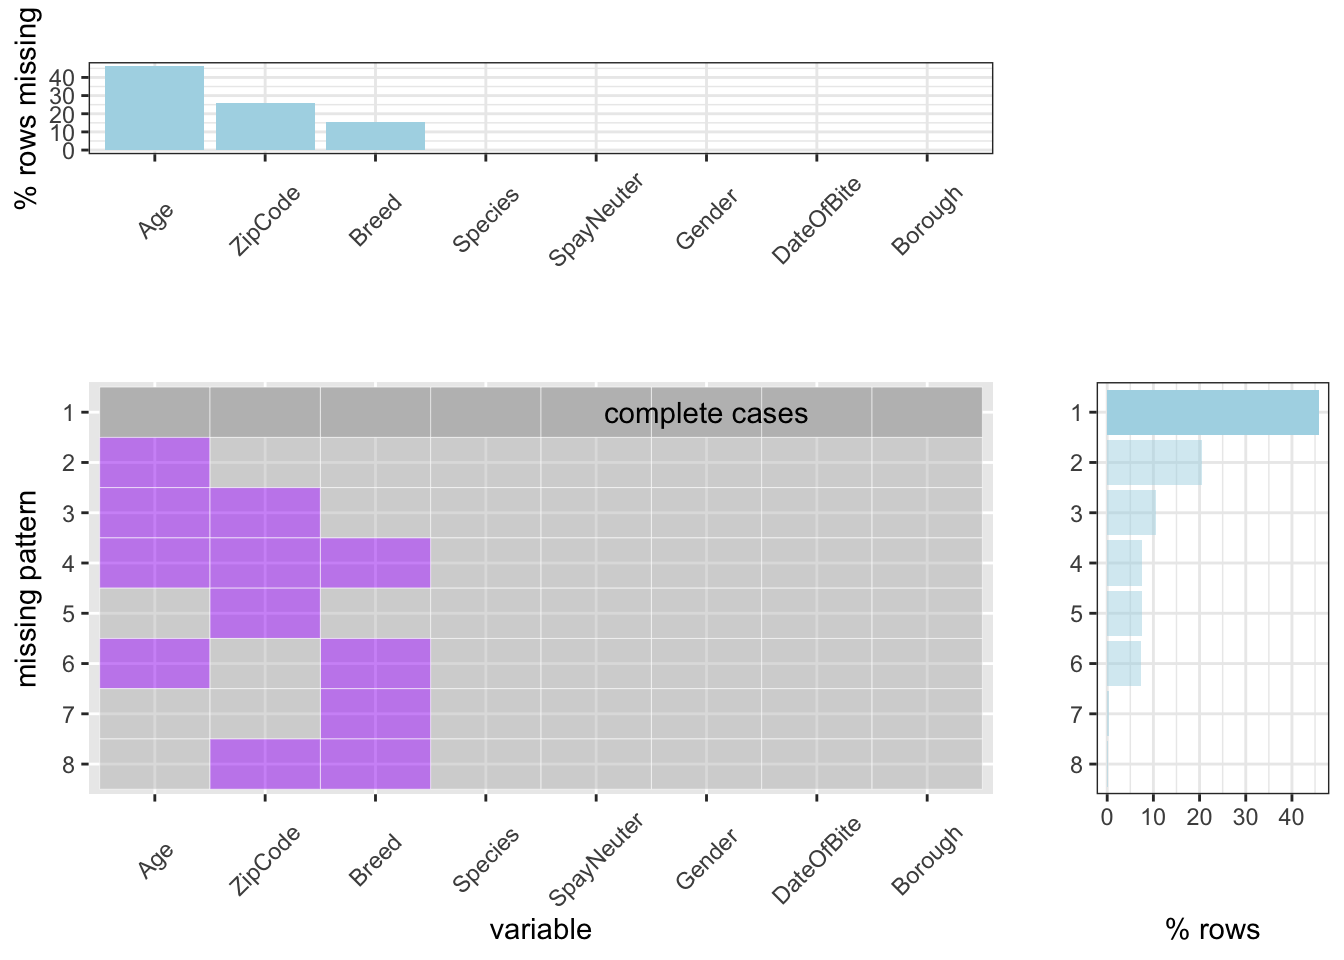 % rows missing
40
30
20
10
0
Age
ZipCode
Breed
Species
SpayNeuter
Gender
DateOfBite
Borough
missing pattern
1
2
3
4
5
6
7
8
complete cases
Age
ZipCode
Breed
Species
SpayNeuter
Gender
DateOfBite
Borough
variable
1
2
3
4
5
6
7
8
0 10 20 30 40
% rows